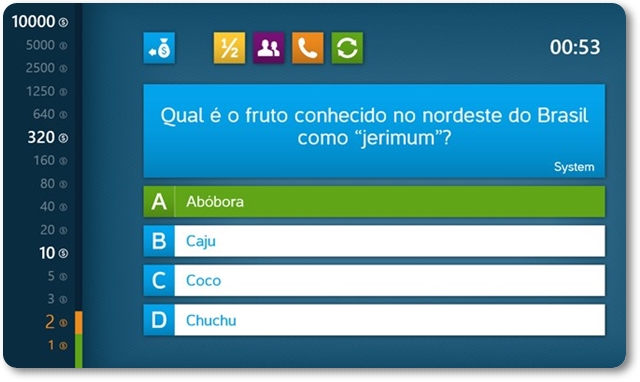 10000
5000
2500
1250
640
320
160
80
40
20
10
5
3
2
1
1/2
00:53
Qual é o fruto conhecido no nordeste do Brasil
como “jerimum”?
System
A Abóbora
B Caju
C Coco
D Chuchu